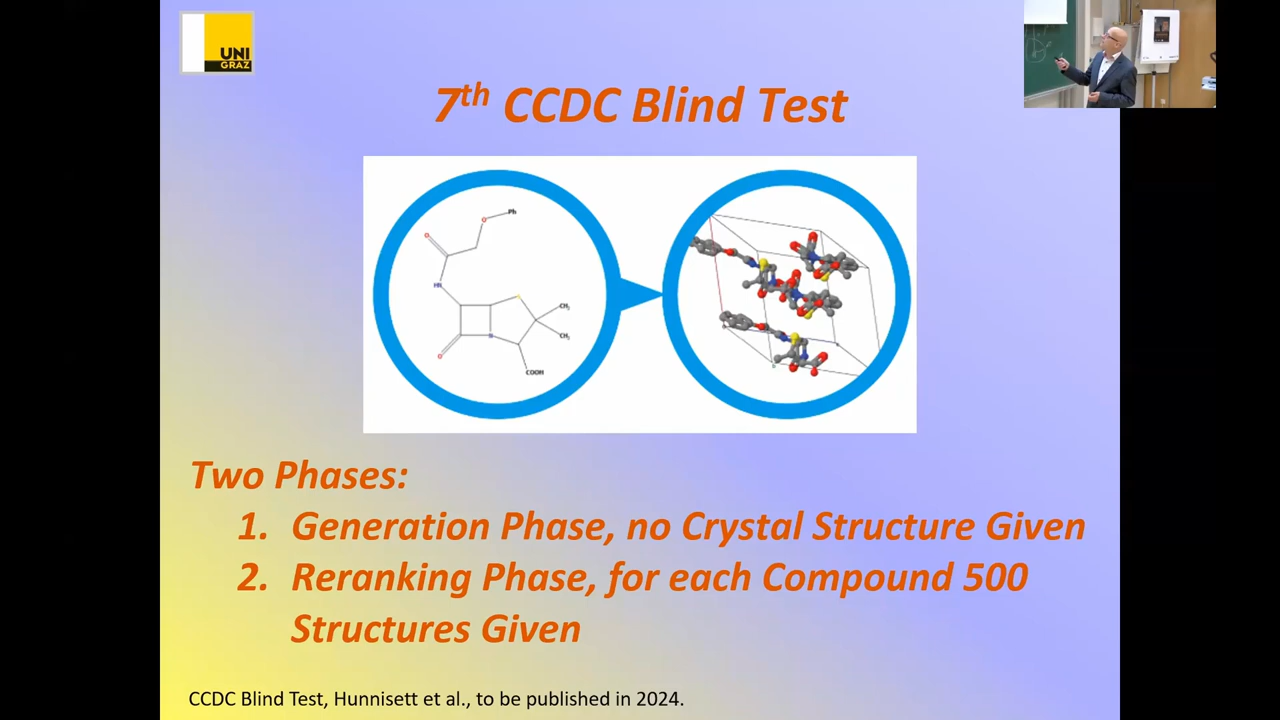 UNI
GRAZ
7th CCDC Blind Test
Ph
O
O
HN
S
CH3
N
CH3
O
COOH
Two Phases:
1. Generation Phase, no Crystal Structure Given
2. Reranking Phase, for each Compound 500
Structures Given
CCDC Blind Test, Hunnisett et al., to be published in 2024.